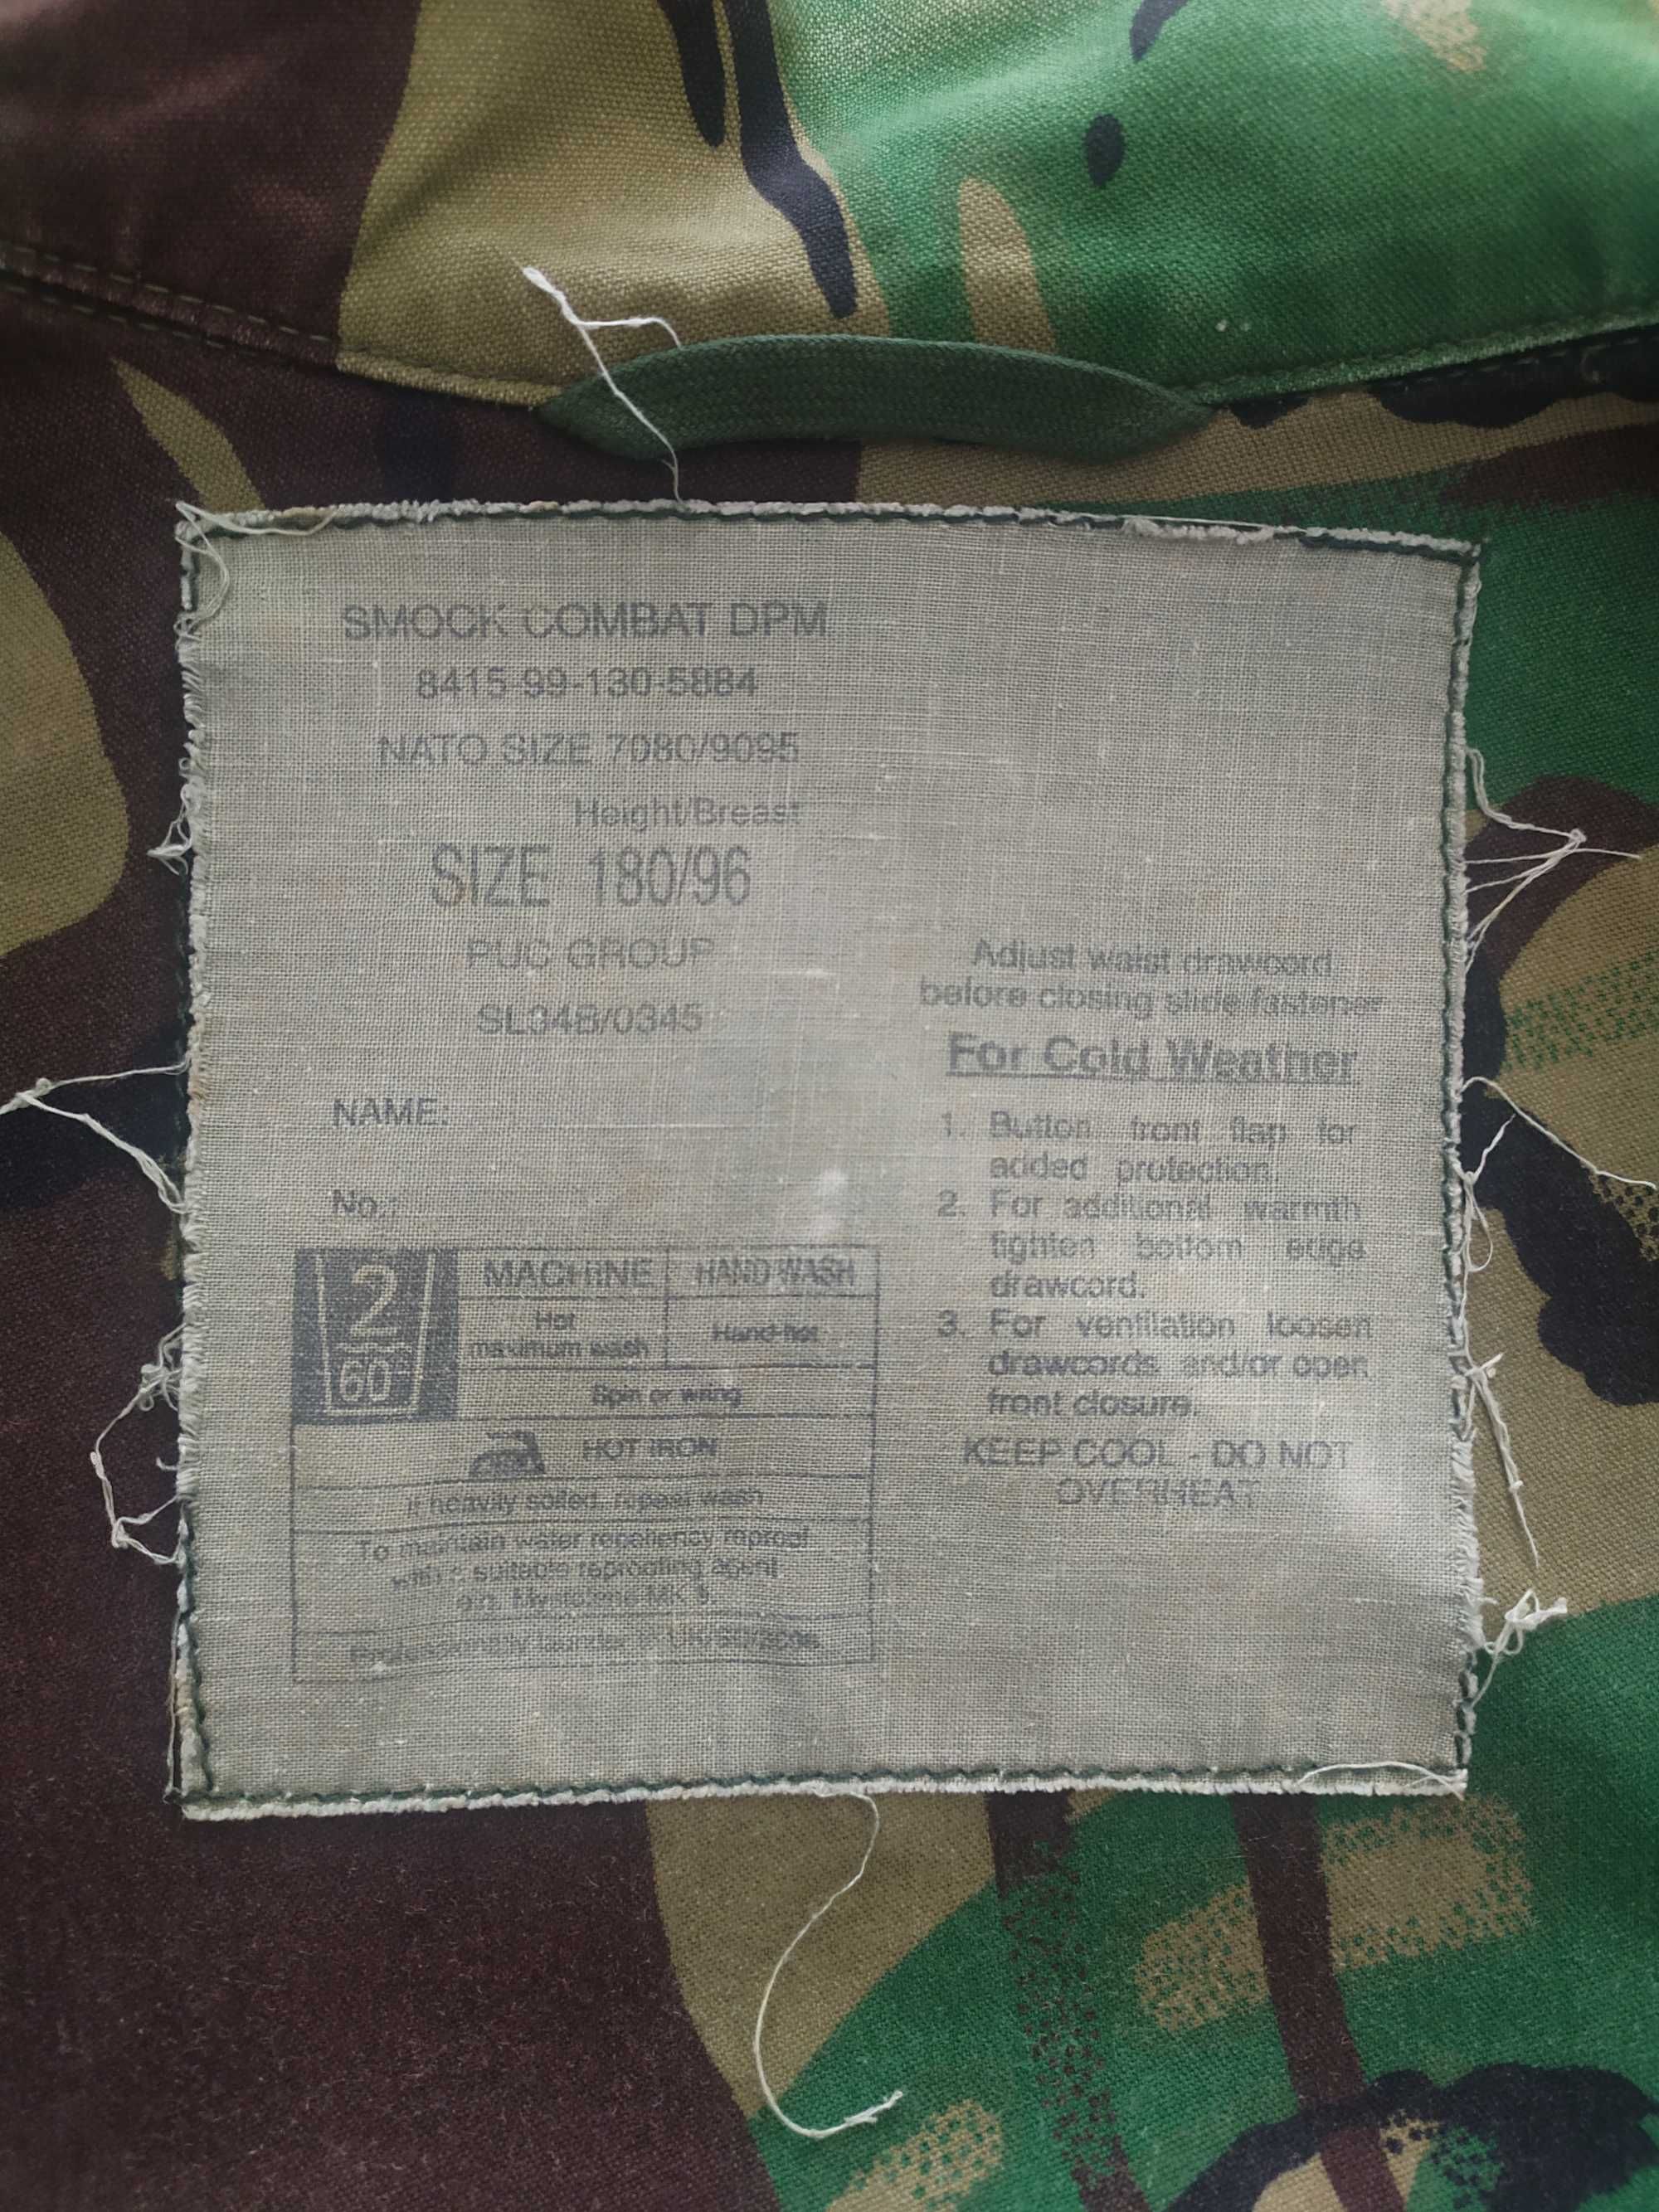 SMOCK COMBAT DPM
8415-99-130-5884
NATO SIZE 7080/9095
Height/Breast
SIZE 180/96
PUC GROUP
SL34B/0345
NAME:
No.:
2
60°
MACHINE
HAND WASH
Hot
maximum wash
Hand-hot
Spin or wring
HOT IRON
If heavily soiled, repeat wash
To maintain water repellency reproof
with a suitable reproofing agent
e.g. MK 9.
Professionally
Adjust waist drawcord
before closing slide fastener
For Cold Weather
1. Button front flap for
added protection.
2. For additional warmth
tighten bottom edge
drawcord.
3. For ventilation loosen
drawcords and/or open
front closure.
KEEP COOL - DO NOT
OVERHEAT